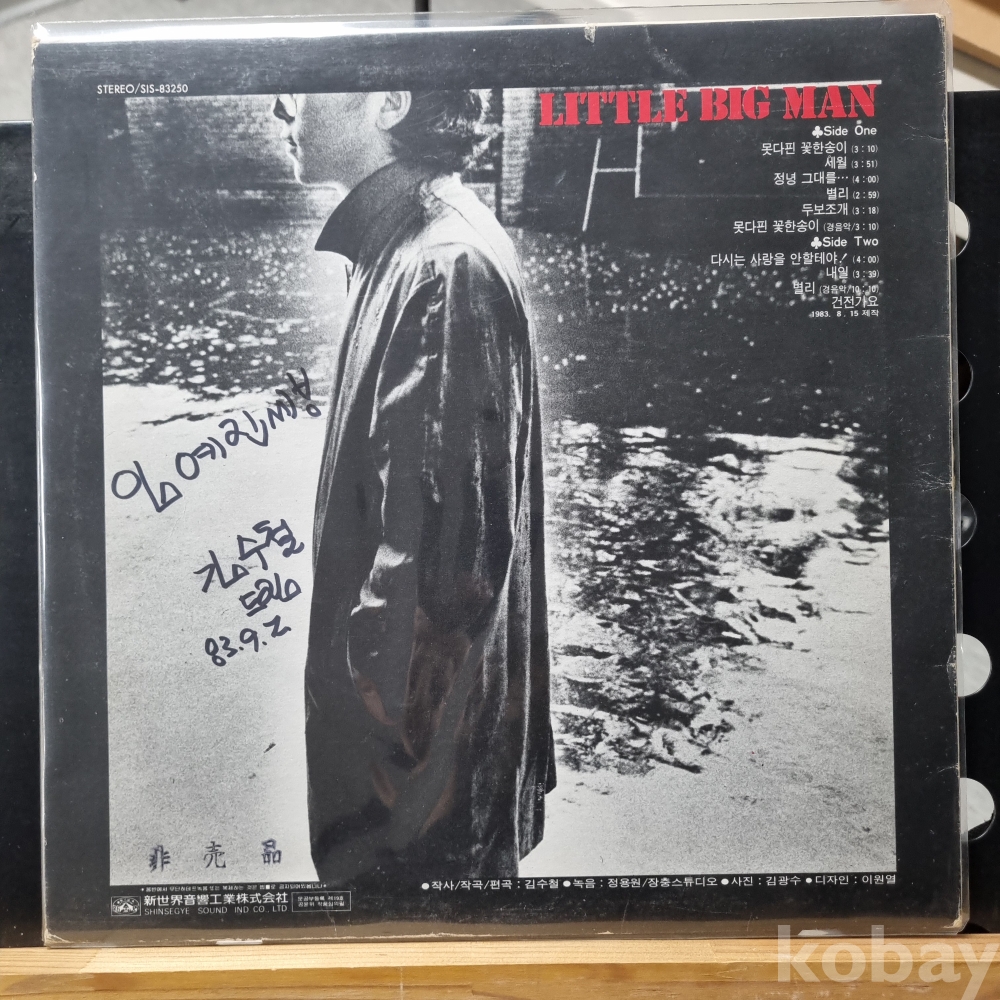 STEREO/SIS-83250
LITTLE BIG MAN
♣Side One
못다핀 꽃한송이 (3:10)
세월 (3:51)
정녕 그대를… (4:00)
별리 (2:59)
두보조개 (3:18)
못다핀 꽃한송이 (경음악/3:10)
♣Side Two
다시는 사랑을 안할테야! (4:00)
내일 (3:39)
별리 (경음악/10:10)
건전가요
1983. 8. 15 제작
임예진
김수철
드림
83.9.2
非売品
●작사/작곡/편곡 : 김수철 ●녹음 : 정용원/장충스튜디오 ●사진 : 김광수 ●디자인 : 이원열
新世界音響工業株式会社
SHINSEGYE SOUND IND CO., LTD
kobay